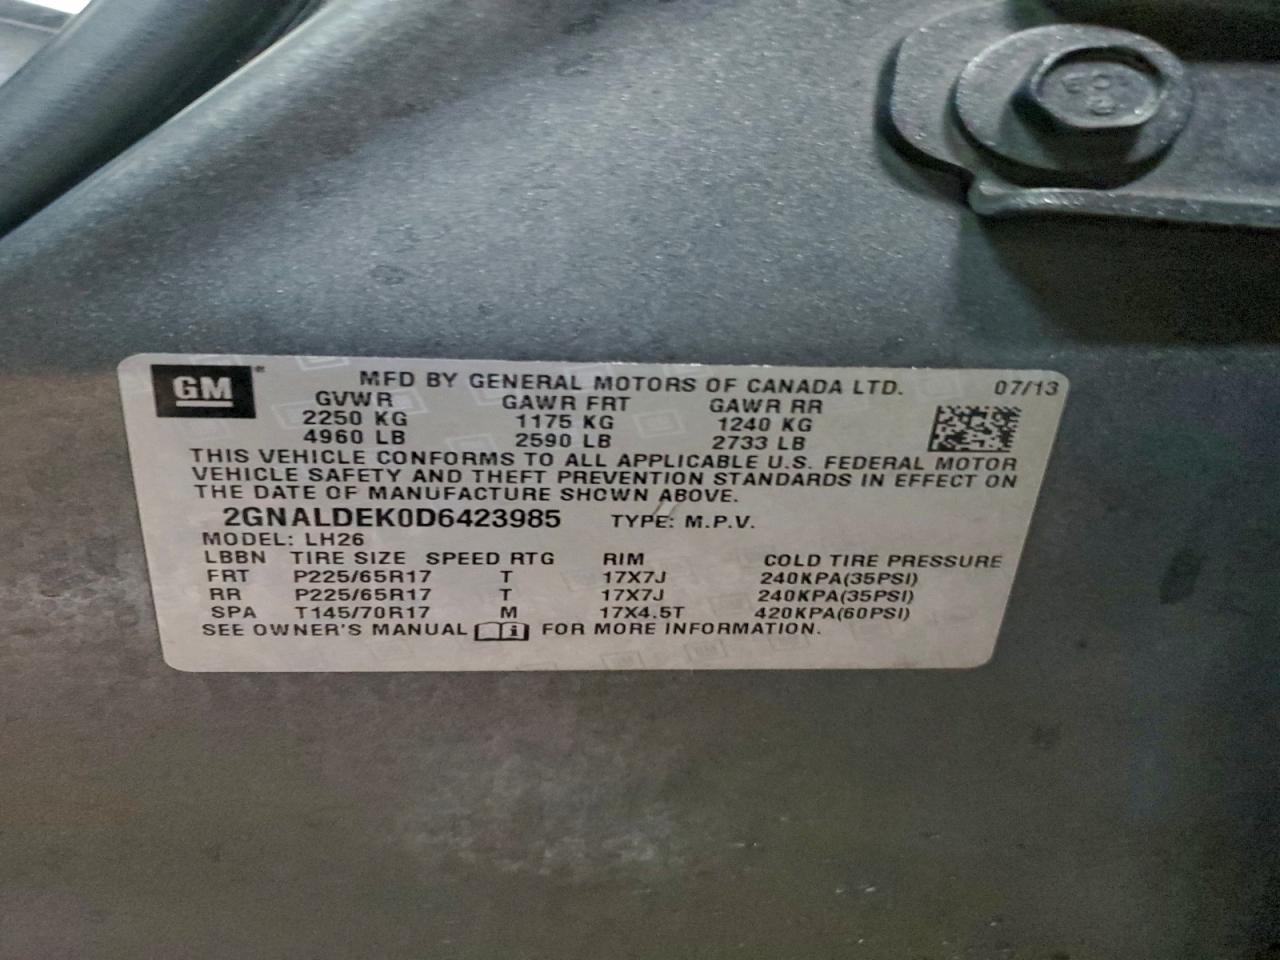 GM
MFD BY GENERAL MOTORS OF CANADA LTD. 07/13
GVWR GAWR FRT GAWR RR
2250 KG 1175 KG 1240 KG
4960 LB 2590 LB 2733 LB
THIS VEHICLE CONFORMS TO ALL APPLICABLE U.S. FEDERAL MOTOR
VEHICLE SAFETY AND THEFT PREVENTION STANDARDS IN EFFECT ON
THE DATE OF MANUFACTURE SHOWN ABOVE.
2GNALDEK0D6423985 TYPE: M.P.V.
MODEL: LH26
LBBN TIRE SIZE SPEED RTG RIM COLD TIRE PRESSURE
FRT P225/65R17 T 17X7J 240KPA(35PSI)
RR P225/65R17 T 17X7J 240KPA(35PSI)
SPA T145/70R17 M 17X4.5T 420KPA(60PSI)
SEE OWNER'S MANUAL FOR MORE INFORMATION.